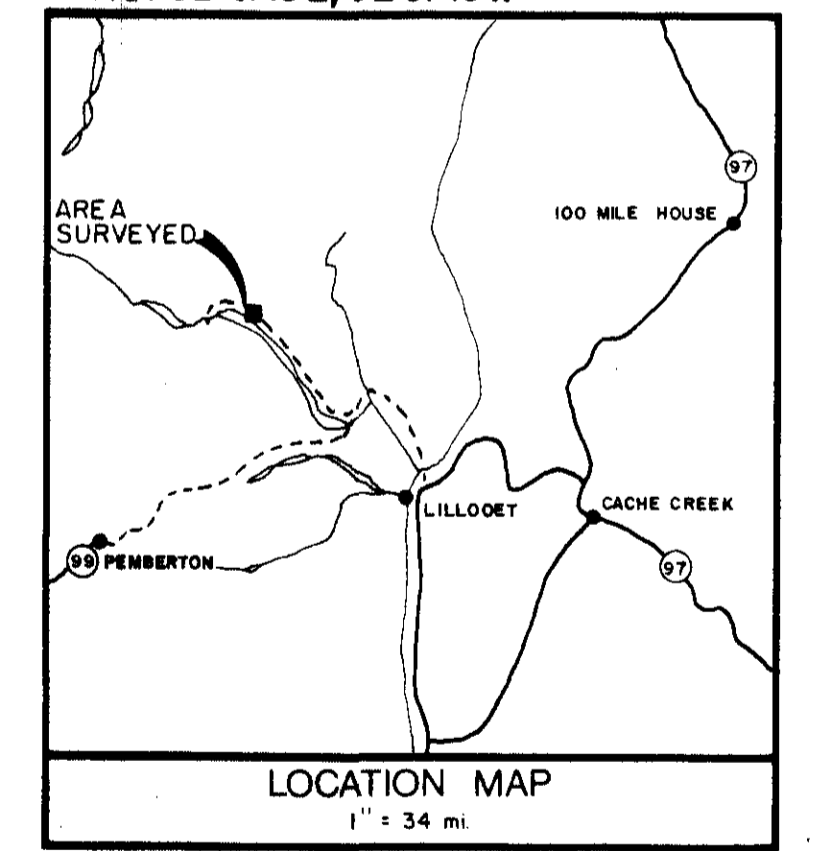 97
100 MILE HOUSE
AREA
SURVEYED
LILLOOET
CACHE CREEK
99 PEMBERTON
97
LOCATION MAP
1" = 34 mi.